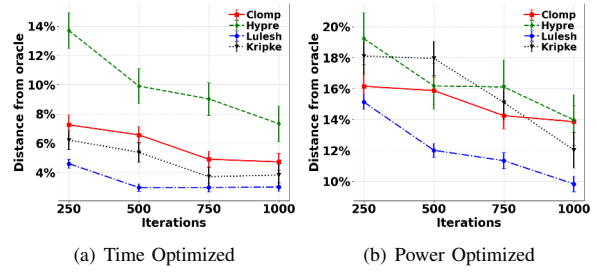 Distance from oracle
14%
12%
10%
8%
6%
4%
Clomp
Hypre
Lulesh
Kripke
250 500 750 1000
Iterations
(a) Time Optimized
Distance from oracle
20%
18%
16%
14%
12%
10%
Clomp
Hypre
Lulesh
Kripke
250 500 750 1000
Iterations
(b) Power Optimized